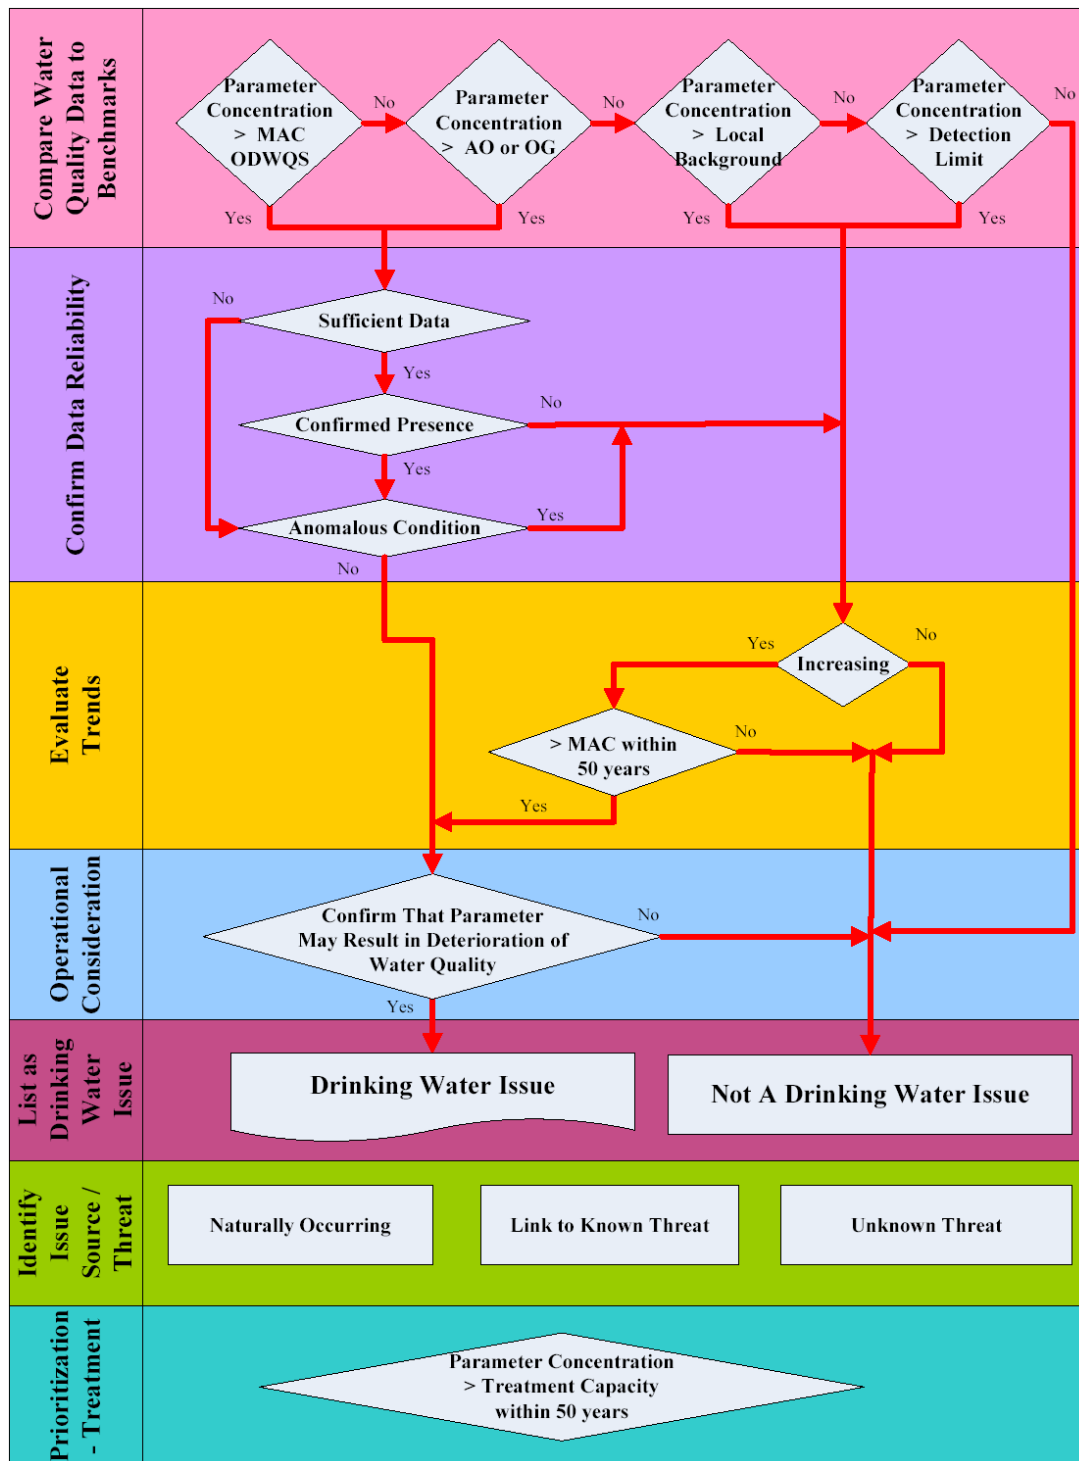 Compare Water
Quality Data to
Benchmarks
Parameter
Concentration
> MAC
ODWQS
No
Parameter
Concentration
> AO or OG
No
Parameter
Concentration
> Local
Background
No
Parameter
Concentration
> Detection
Limit
No
Yes
Yes
Yes
Yes
Confirm Data Reliability
No
Sufficient Data
Yes
Confirmed Presence
No
Yes
Anomalous Condition
Yes
No
Evaluate
Trends
Yes
Increasing
No
> MAC within
50 years
No
Yes
Operational
Consideration
Confirm That Parameter
May Result in Deterioration of
Water Quality
No
Yes
List as
Drinking
Water
Issue
Drinking Water Issue
Not A Drinking Water Issue
Identify
Issue
Source /
Threat
Naturally Occurring
Link to Known Threat
Unknown Threat
Prioritization
- Treatment
Parameter Concentration
> Treatment Capacity
within 50 years